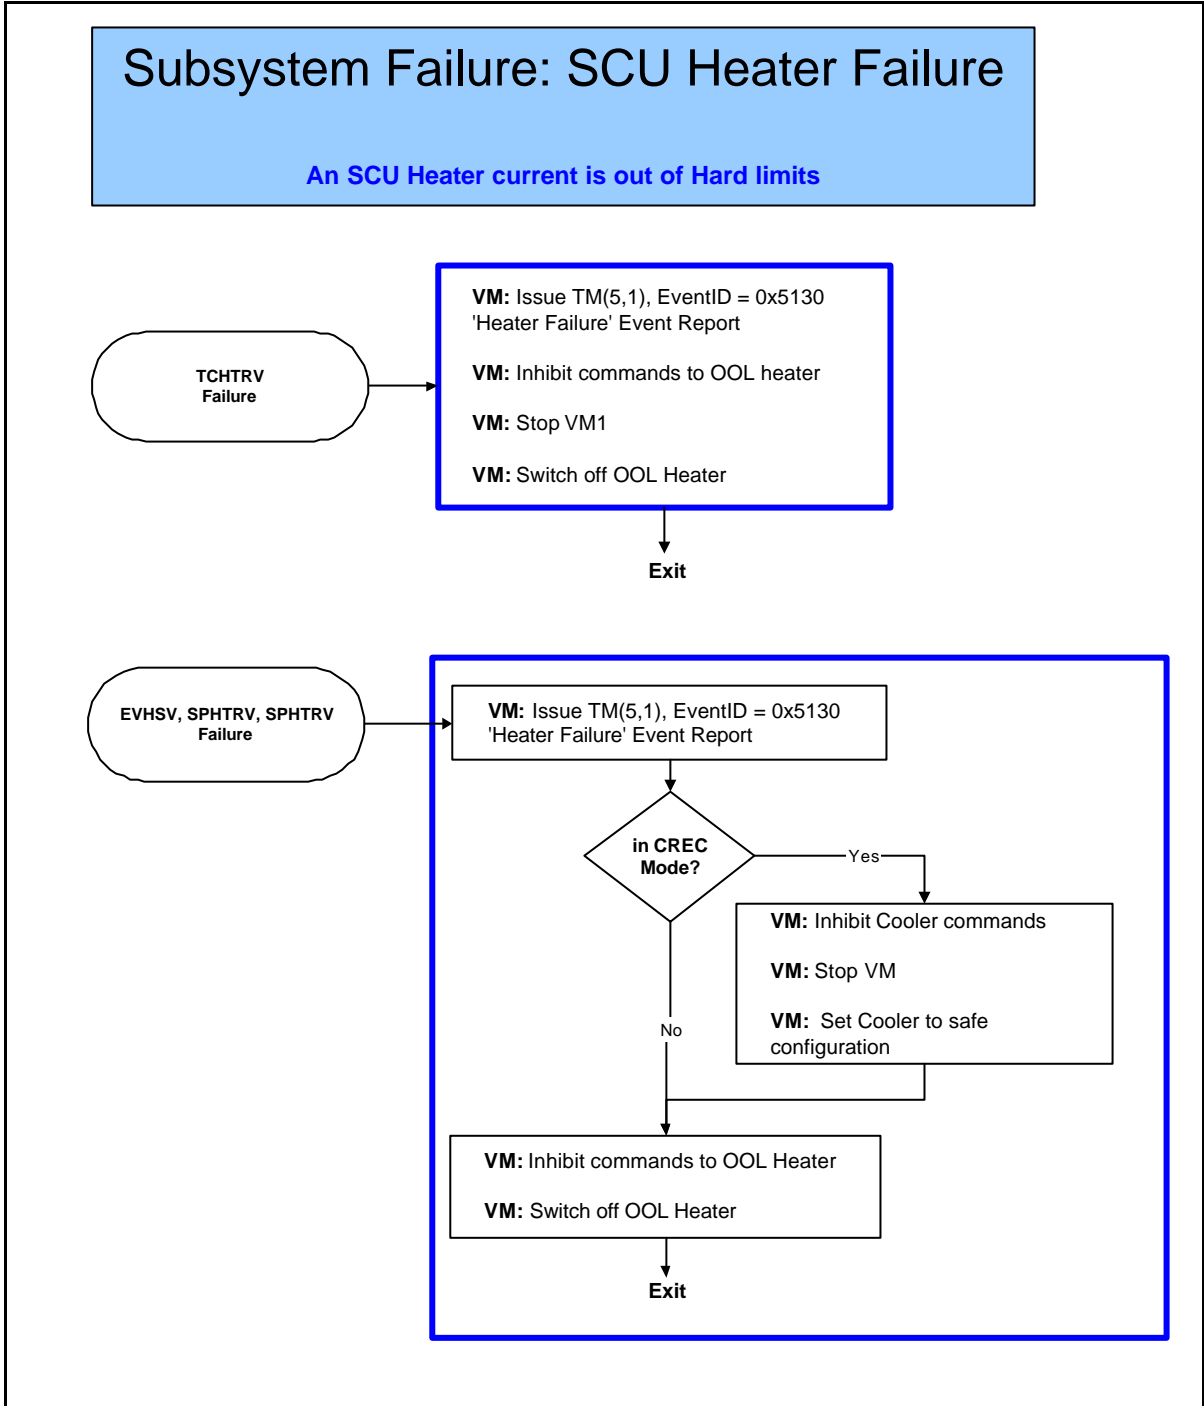 Subsystem Failure: SCU Heater Failure
An SCU Heater current is out of Hard limits
TCHTRV
Failure
VM: Issue TM(5,1), EventID = 0x5130
'Heater Failure' Event Report
VM: Inhibit commands to OOL heater
VM: Stop VM1
VM: Switch off OOL Heater
Exit
EVHSV, SPHTRV, SPHTRV
Failure
VM: Issue TM(5,1), EventID = 0x5130
'Heater Failure' Event Report
in CREC
Mode?
Yes
VM: Inhibit Cooler commands
VM: Stop VM
VM: Set Cooler to safe
configuration
No
VM: Inhibit commands to OOL Heater
VM: Switch off OOL Heater
Exit